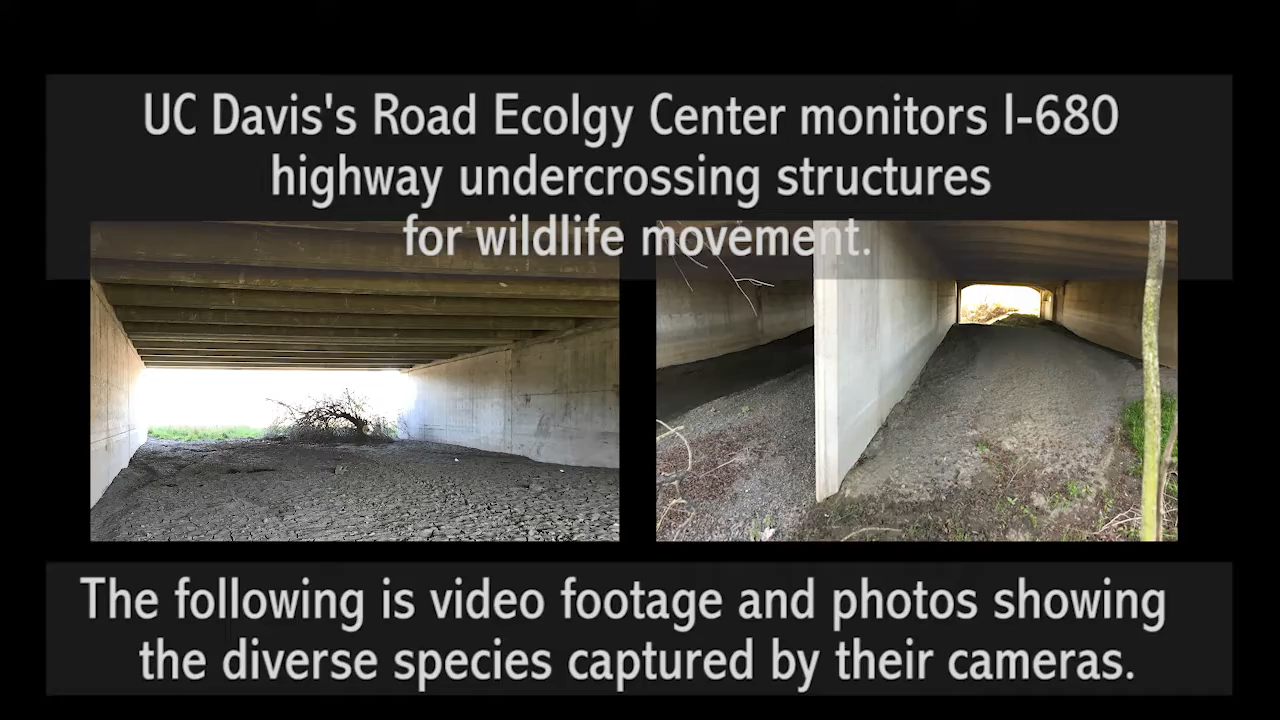 UC Davis's Road Ecolgy Center monitors I-680
highway undercrossing structures
for wildlife movement.
The following is video footage and photos showing
the diverse species captured by their cameras.